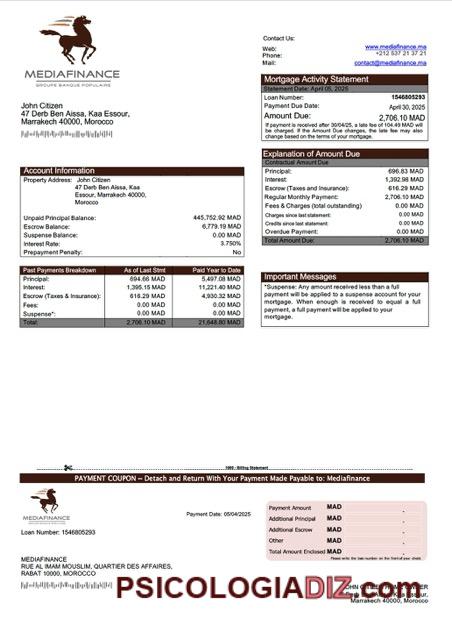 MEDIAFINANCE
GROUPE BANQUE POPULAIRE
Contact Us:
Web: www.mediafinance.ma
Phone: +212 537 21 37 21
Mail: contact@mediafinance.ma
Mortgage Activity Statement
Statement Date: April 05, 2025
Loan Number: 1546805293
Payment Due Date: April 30, 2025
Amount Due: 2,706.10 MAD
If payment is received after 30/04/25, a late fee of 104.49 MAD will
be charged. If the Amount Due changes, the late fee may also
change based on the terms of your mortgage.
John Citizen
47 Derb Ben Aissa, Kaa Essour,
Marrakech 40000, Morocco
Explanation of Amount Due
Contractual Amount Due
Principal: 696.83 MAD
Interest: 1,392.98 MAD
Escrow (Taxes and Insurance): 616.29 MAD
Regular Monthly Payment: 2,706.10 MAD
Fees & Charges (total outstanding) 0.00 MAD
Charges since last statement: 0.00 MAD
Credits since last statement: 0.00 MAD
Overdue Payment: 0.00 MAD
Total Amount Due: 2,706.10 MAD
Account Information
Property Address: John Citizen
47 Derb Ben Aissa, Kaa
Essour, Marrakech 40000,
Morocco
Unpaid Principal Balance: 445,752.92 MAD
Escrow Balance: 6,779.19 MAD
Suspense Balance: 0.00 MAD
Interest Rate: 3.750%
Prepayment Penalty: No
Past Payments Breakdown As of Last Stmt Paid Year to Date
Principal: 694.66 MAD 5,497.08 MAD
Interest: 1,395.15 MAD 11,221.40 MAD
Escrow (Taxes & Insurance): 616.29 MAD 4,930.32 MAD
Fees: 0.00 MAD 0.00 MAD
Suspense*: 0.00 MAD 0.00 MAD
Total: 2,706.10 MAD 21,648.80 MAD
Important Messages
*Suspense: Any amount received less than a full
payment will be applied to a suspense account for your
mortgage. When enough is received to equal a full
payment, a full payment will be applied to your
mortgage.
Billing Statement
PAYMENT COUPON – Detach and Return With Your Payment Made Payable to: Mediafinance
MEDIAFINANCE
GROUPE BANQUE POPULAIRE
Payment Date: 05/04/2025
Loan Number: 1546805293
Payment Amount MAD
Additional Principal MAD
Additional Escrow MAD
Other MAD
Total Amount Enclosed MAD
Please write the loan number on the front of your check
MEDIAFINANCE
RUE AL IMAM MOUSLIM, QUARTIER DES AFFAIRES,
RABAT 10000, MOROCCO
PSICOLOGIADIZ.com
Marrakech 40000, Morocco